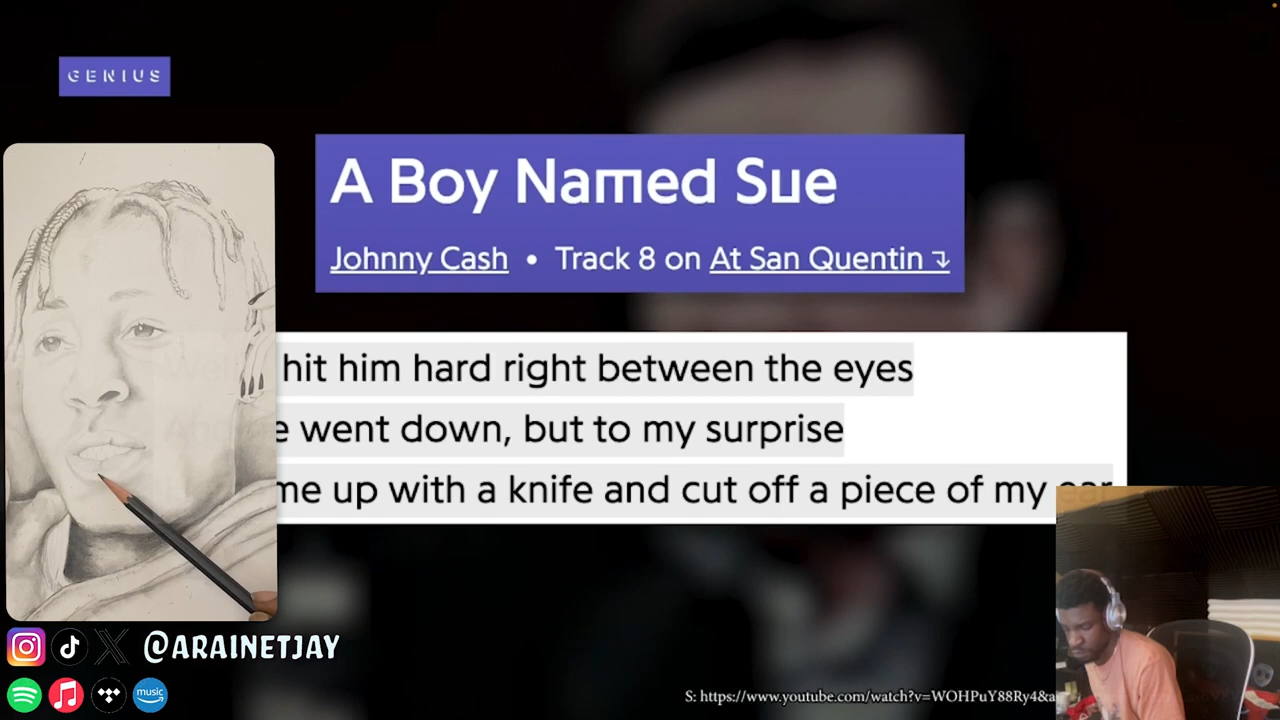 GENIUS
A Boy Named Sue
Johnny Cash • Track 8 on At San Quentin
hit him hard right between the eyes
e went down, but to my surprise
me up with a knife and cut off a piece of my ear
@ARAINETJAY
music
S: https://www.youtube.com/watch?v=WOHPuY88Ry4&a